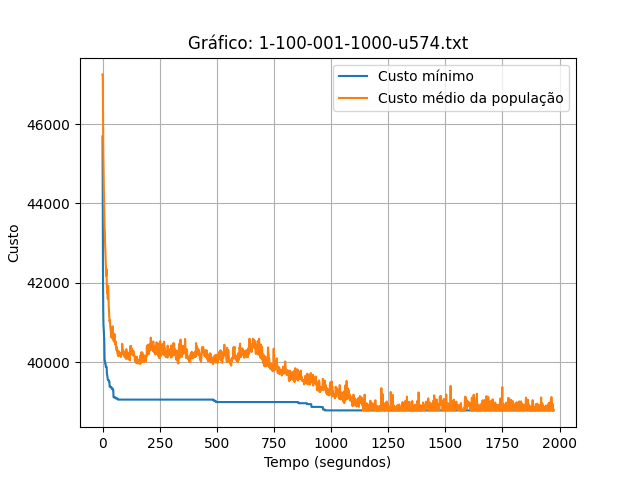 Gráfico: 1-100-001-1000-u574.txt
Custo mínimo
Custo médio da população
46000
44000
42000
40000
Custo
0
250
500
750
1000
1250
1500
1750
2000
Tempo (segundos)